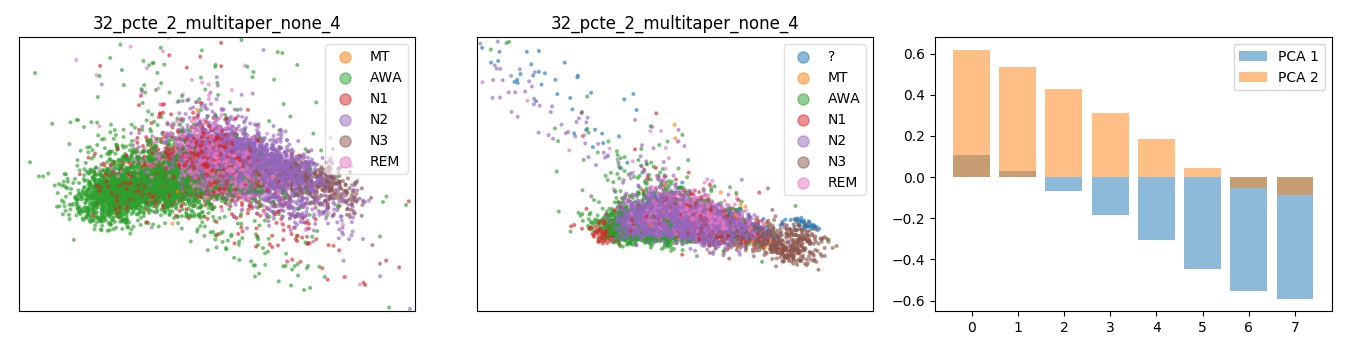 32_pcte_2_multitaper_none_4
MT
AWA
N1
N2
N3
REM
32_pcte_2_multitaper_none_4
?
MT
AWA
N1
N2
N3
REM
PCA 1
PCA 2
0.6
0.4
0.2
0.0
−0.2
−0.4
−0.6
0 1 2 3 4 5 6 7